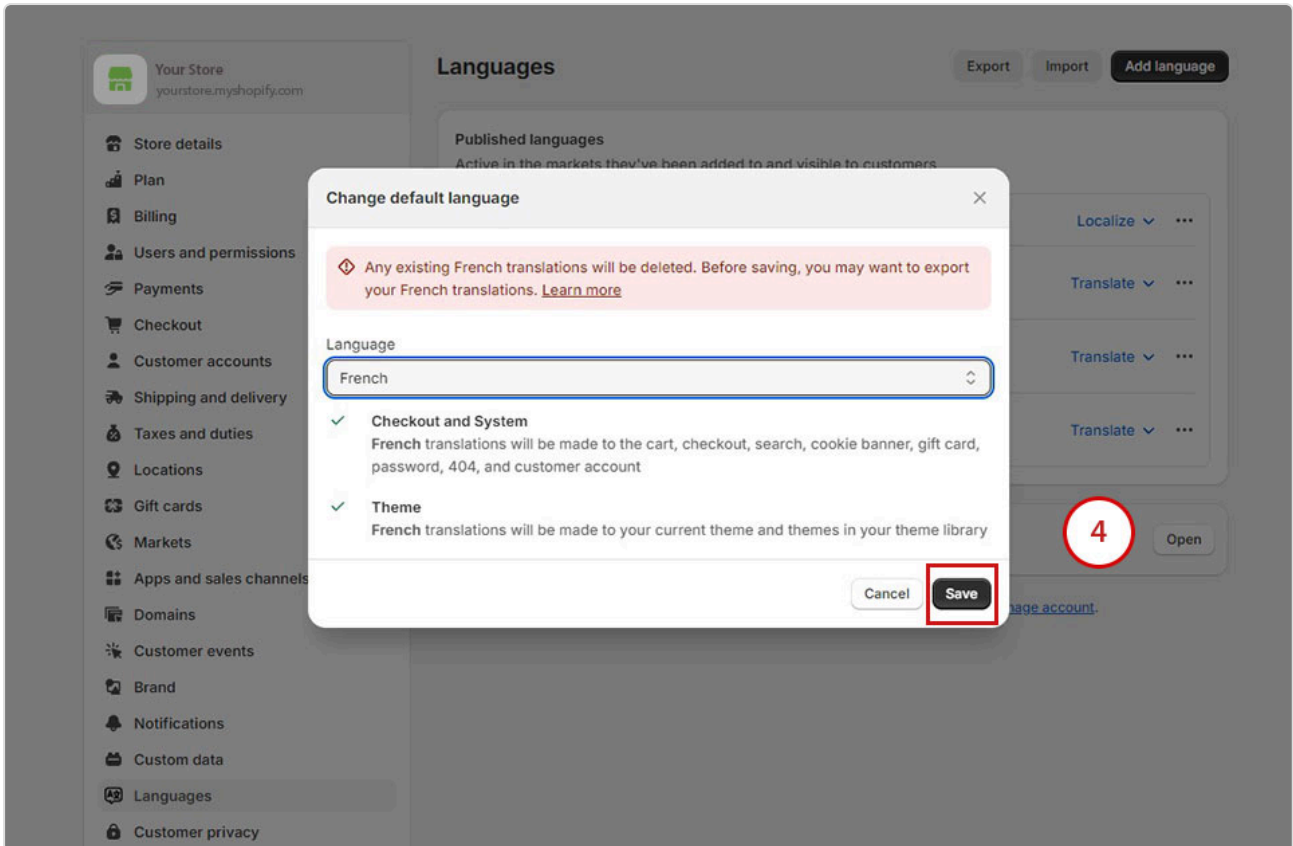 Your Store
yourstore.myshopify.com
Store details
Plan
Billing
Users and permissions
Payments
Checkout
Customer accounts
Shipping and delivery
Taxes and duties
Locations
Gift cards
Markets
Apps and sales channels
Domains
Customer events
Brand
Notifications
Custom data
Languages
Customer privacy
Languages
Export
Import
Add language
Published languages
Active in the markets they've been added to and visible to customers
Localize
Translate
Translate
Translate
Change default language
Any existing French translations will be deleted. Before saving, you may want to export
your French translations. Learn more
Language
French
Checkout and System
French translations will be made to the cart, checkout, search, cookie banner, gift card,
password, 404, and customer account
Theme
French translations will be made to your current theme and themes in your theme library
Cancel
Save
4
Open
account.